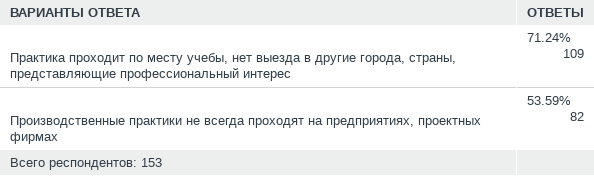 ВАРИАНТЫ ОТВЕТА ОТВЕТЫ
71.24%
109
Практика проходит по месту учебы, нет выезда в другие города, страны,
представляющие профессиональный интерес
53.59%
82
Производственные практики не всегда проходят на предприятиях, проектных
фирмах
Всего респондентов: 153